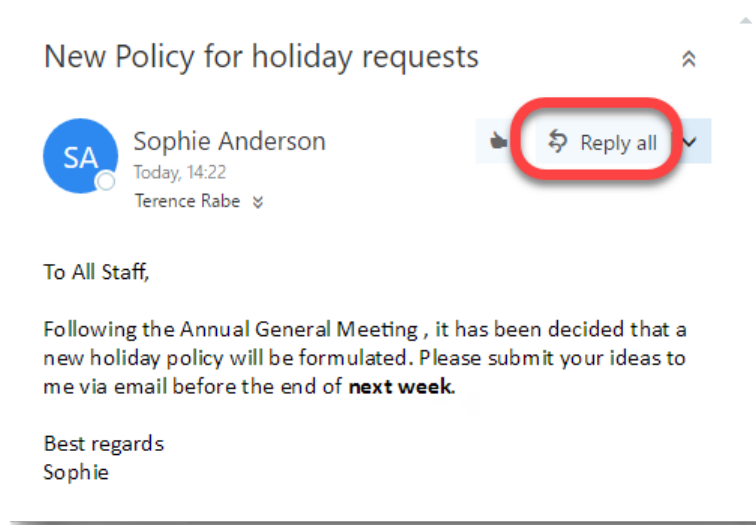 New Policy for holiday requests
SA
Sophie Anderson
Reply all
Today, 14:22
Terence Rabe
To All Staff,
Following the Annual General Meeting , it has been decided that a
new holiday policy will be formulated. Please submit your ideas to
me via email before the end of next week.
Best regards
Sophie